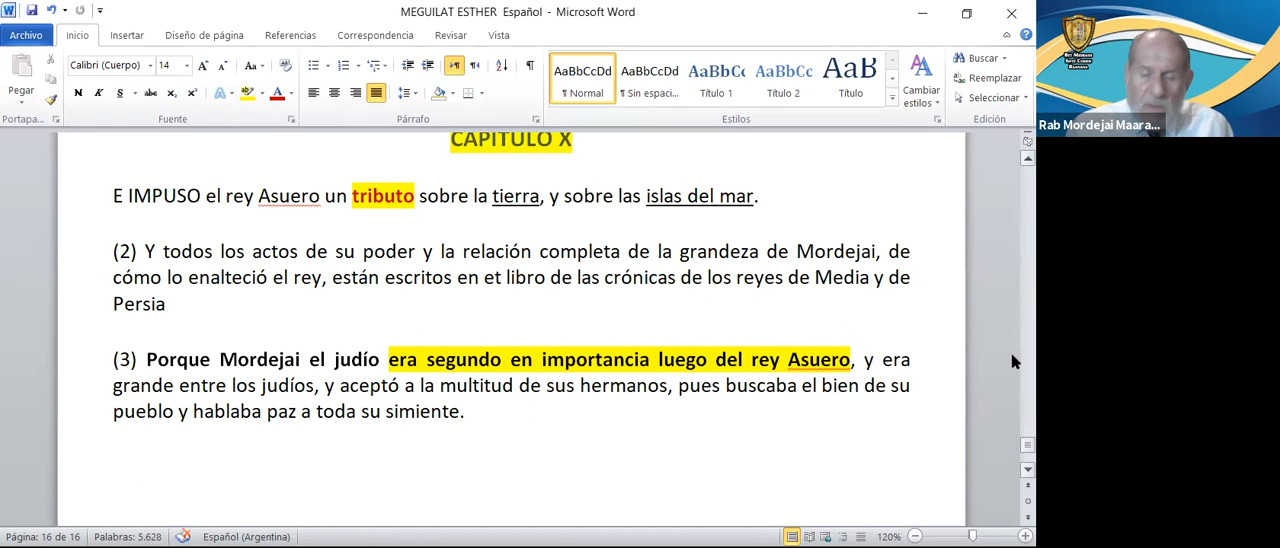 MEGUILAT ESTHER Español - Microsoft Word
Archivo Inicio Insertar Diseño de página Referencias Correspondencia Revisar Vista
Pegar
Calibri (Cuerpo) 14
Buscar
Reemplazar
Seleccionar
AaBbCcDd AaBbCcDd AaBbCc AaBbCc AaB
¶ Normal ¶ Sin espaci... Título 1 Título 2 Título
Cambiar
estilos
Portapa... Fuente Párrafo Estilos Edición
Rab Mordejai Maara...
CAPITULO X
E IMPUSO el rey Asuero un tributo sobre la tierra, y sobre las islas del mar.
(2) Y todos los actos de su poder y la relación completa de la grandeza de Mordejai, de
cómo lo enalteció el rey, están escritos en et libro de las crónicas de los reyes de Media y de
Persia
(3) Porque Mordejai el judío era segundo en importancia luego del rey Asuero, y era
grande entre los judíos, y aceptó a la multitud de sus hermanos, pues buscaba el bien de su
pueblo y hablaba paz a toda su simiente.
Página: 16 de 16 Palabras: 5.628 Español (Argentina) 120%